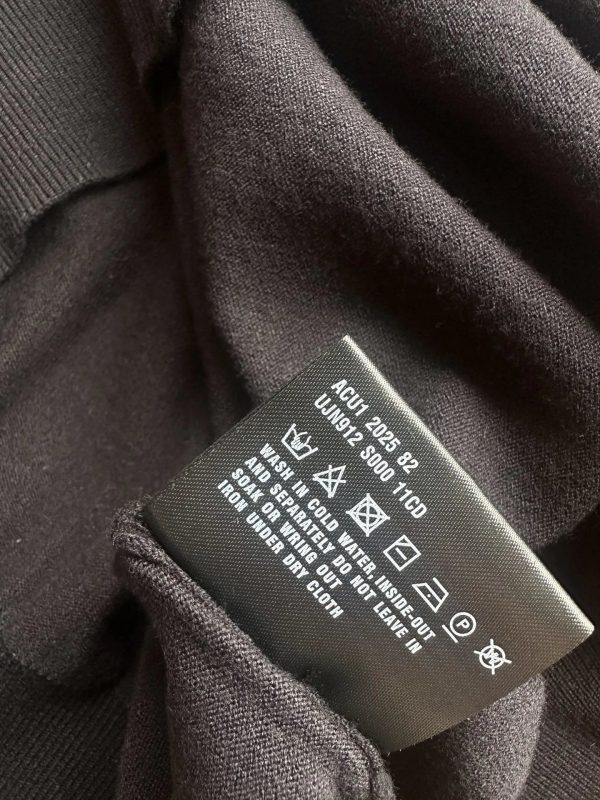 ACU1 2025 82
UJN912 S000 11CD
WASH IN COLD WATER, INSIDE-OUT
AND SEPARATELY DO NOT LEAVE IN
SOAK OR WRING OUT
IRON UNDER DRY CLOTH
P
W